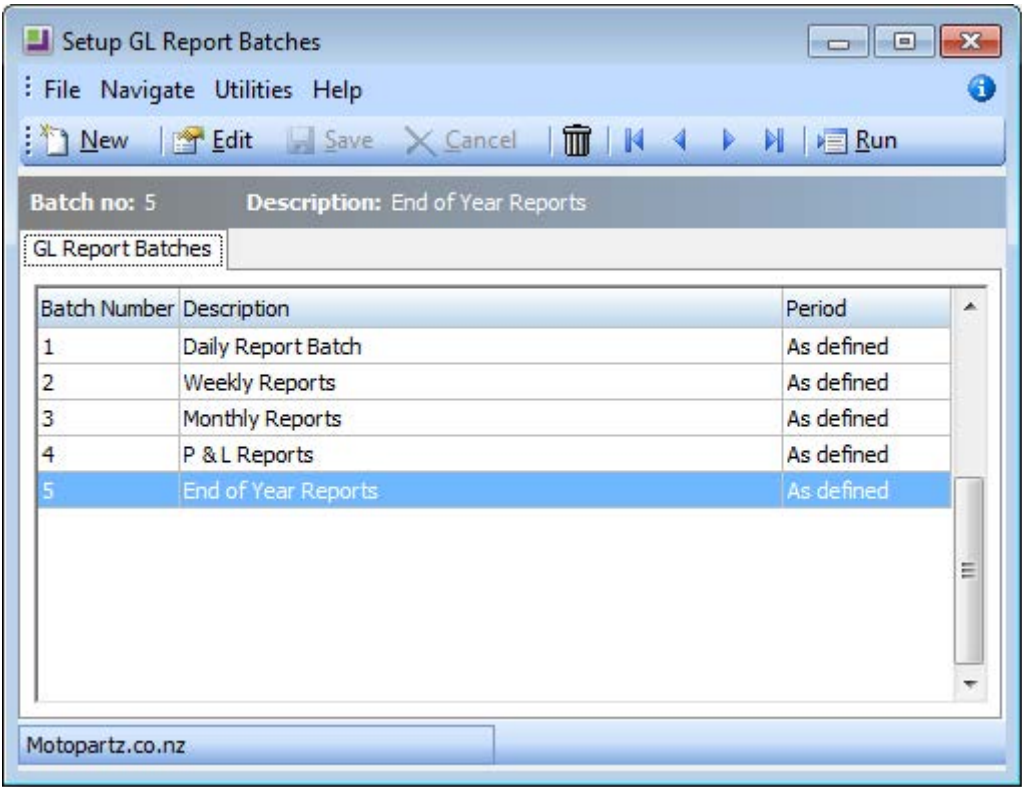 Setup GL Report Batches
File Navigate Utilities Help
New Edit Save Cancel Run
Batch no: 5 Description: End of Year Reports
GL Report Batches
Batch Number Description Period
1 Daily Report Batch As defined
2 Weekly Reports As defined
3 Monthly Reports As defined
4 P & L Reports As defined
5 End of Year Reports As defined
Motopartz.co.nz